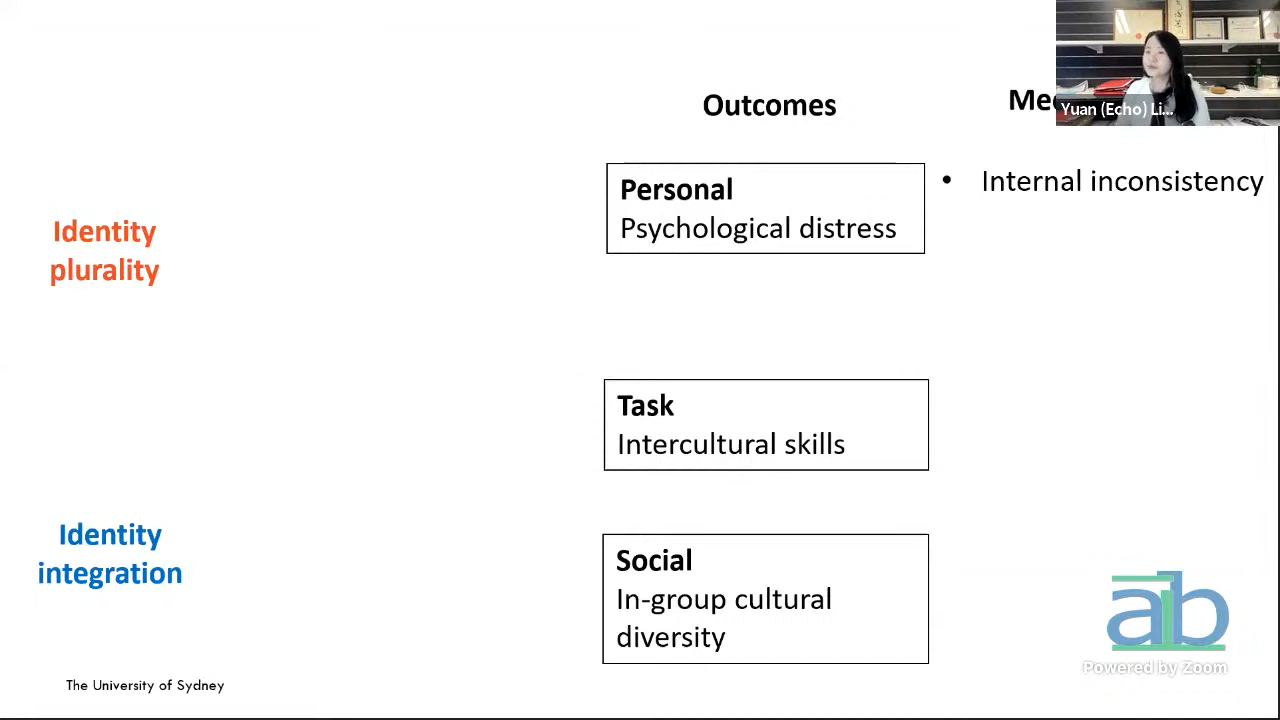 Outcomes
Yuan (Echo) Li...
Personal
Psychological distress
• Internal inconsistency
Identity
plurality
Task
Intercultural skills
Identity
integration
Social
In-group cultural
diversity
aib
Powered by Zoom
The University of Sydney